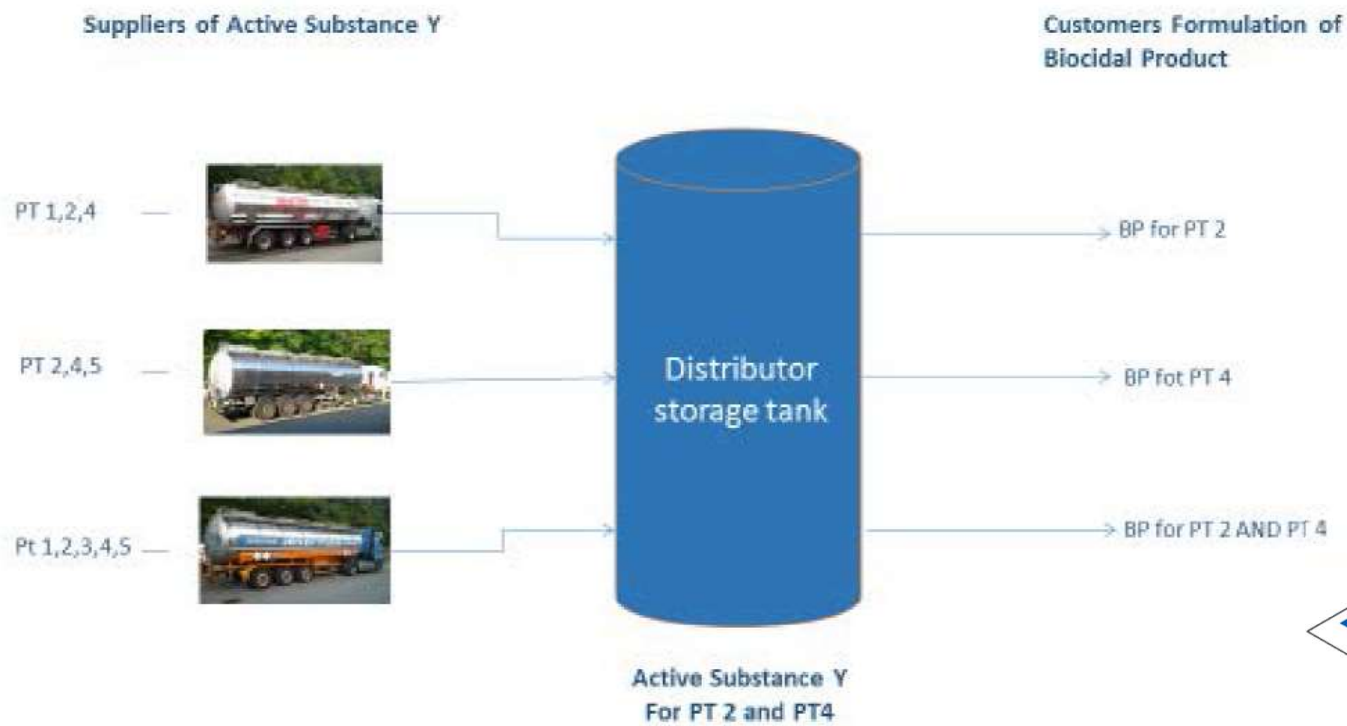 Suppliers of Active Substance Y
Customers Formulation of
Biocidal Product
PT 1,2,4
BP for PT 2
PT 2,4,5
Distributor
storage tank
BP fot PT 4
Pt 1,2,3,4,5
BP for PT 2 AND PT 4
Active Substance Y
For PT 2 and PT4